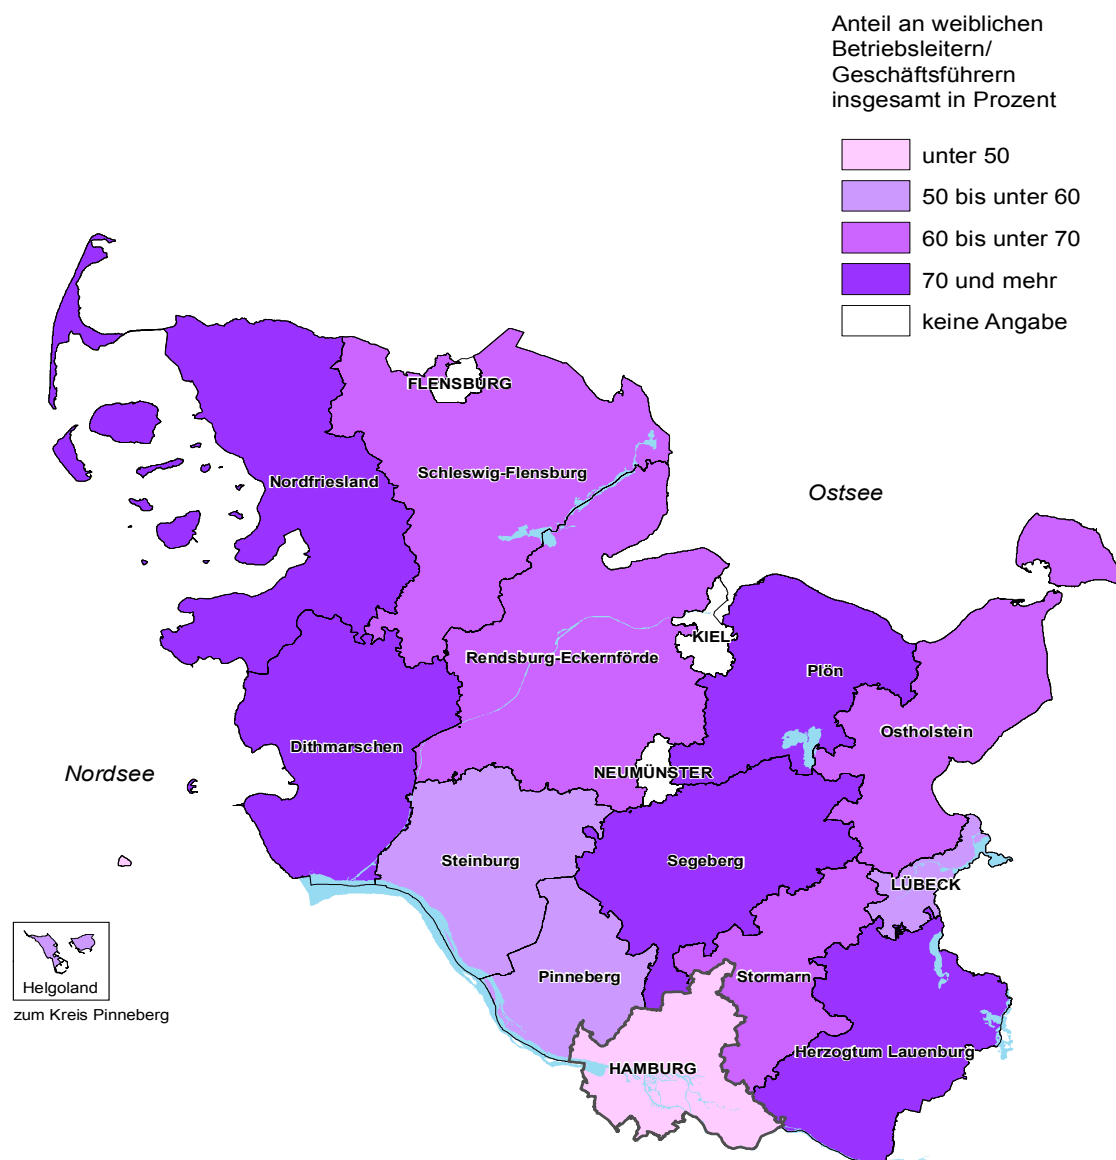 Anteil an weiblichen
Betriebsleitern/
Geschäftsführern
insgesamt in Prozent
unter 50
50 bis unter 60
60 bis unter 70
70 und mehr
keine Angabe
FLENSBURG
Schleswig-Flensburg
Nordfriesland
Ostsee
KIEL
Rendsburg-Eckernförde
Plön
Ostholstein
Dithmarschen
Nordsee
NEUMÜNSTER
Steinburg
Segeberg
LÜBECK
Pinneberg
Stormarn
Helgoland
zum Kreis Pinneberg
Herzogtum Lauenburg
HAMBURG